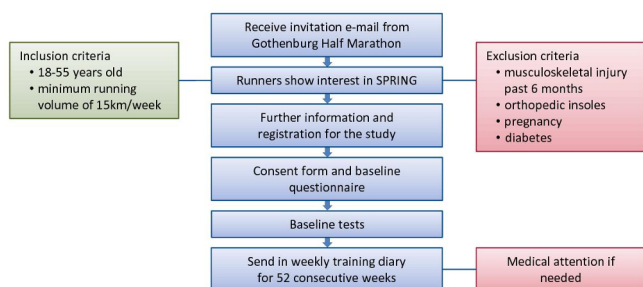 Receive invitation e-mail from
Gothenburg Half Marathon
Inclusion criteria
• 18-55 years old
• minimum running
volume of 15km/week
Runners show interest in SPRING
Exclusion criteria
• musculoskeletal injury
past 6 months
• orthopedic insoles
• pregnancy
• diabetes
Further information and
registration for the study
Consent form and baseline
questionnaire
Baseline tests
Send in weekly training diary
for 52 consecutive weeks
Medical attention if
needed